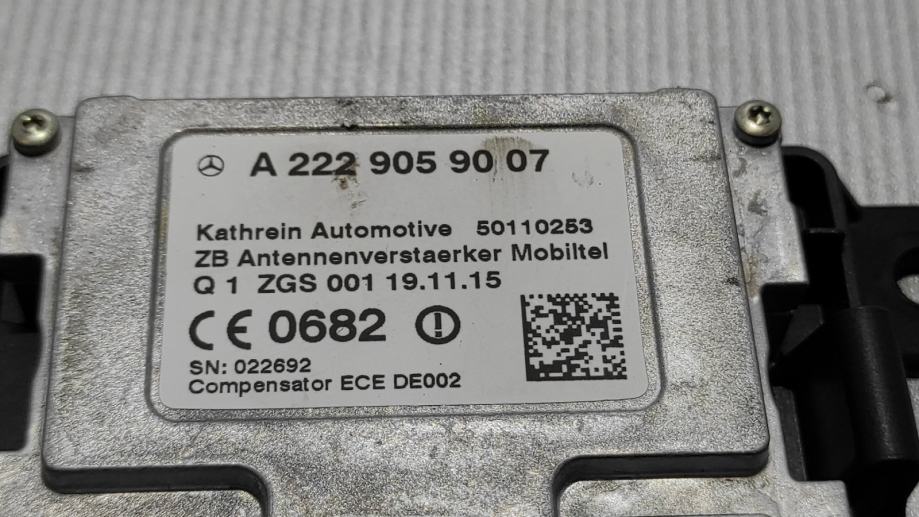 A 222 905 90 07
Kathrein Automotive 50110253
ZB Antennenverstaerker Mobiltel
Q 1 ZGS 001 19.11.15
CE 0682
SN: 022692
Compensator ECE DE002